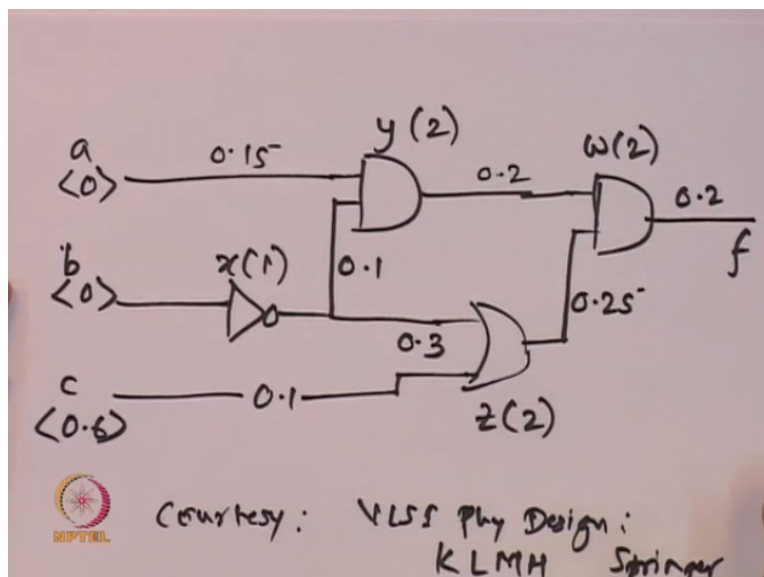 y(2)
w(2)
a
0.15
<0>
0.2
0.2
b
x(1)
0.1
f
<0>
0.25
0.3
c
0.1
<0.6>
z(2)
NPTEL
Courtesy: VLSI Phy Design:
KLMH Springer